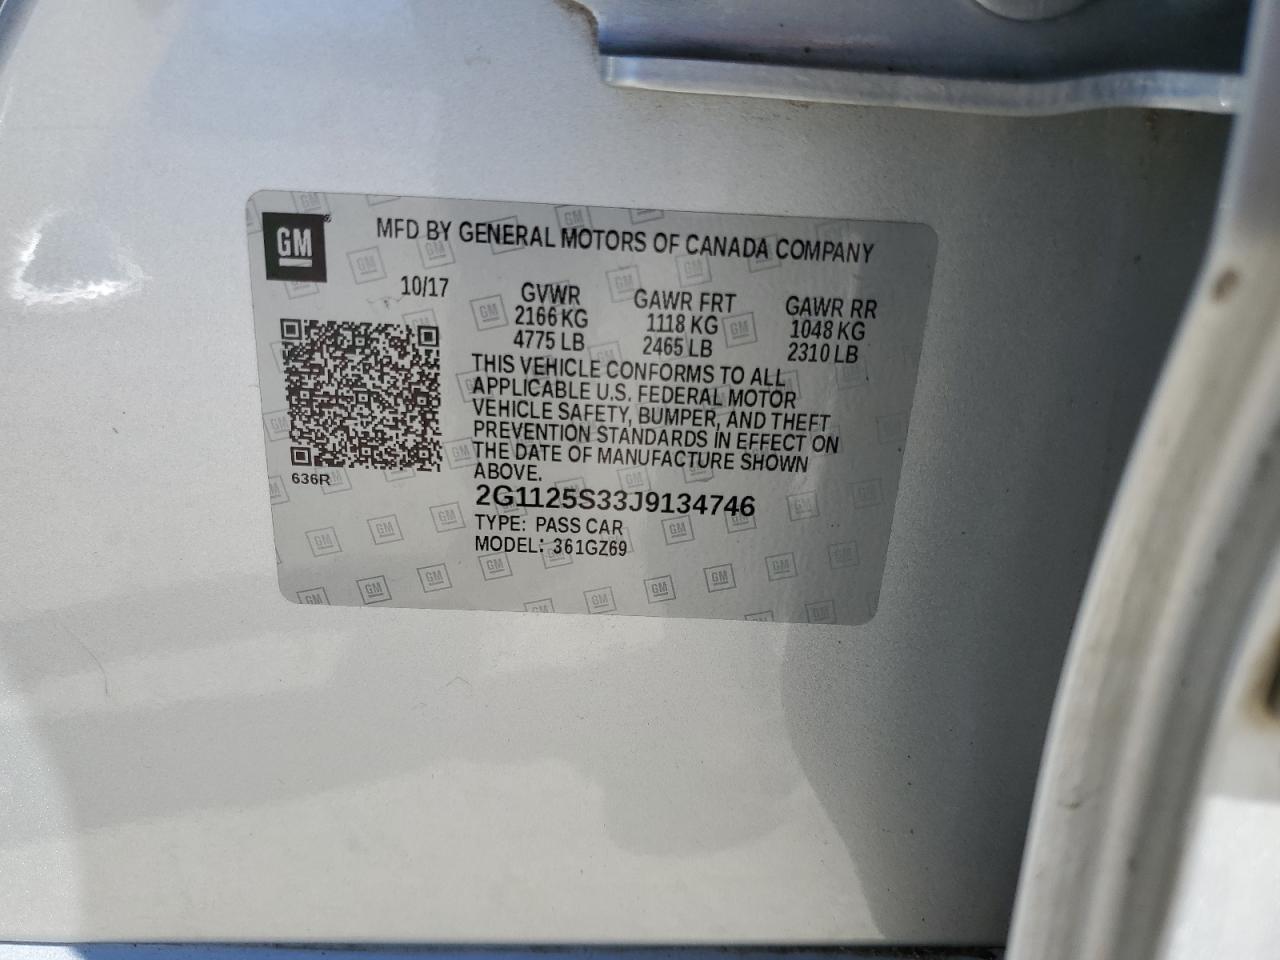 GM
MFD BY GENERAL MOTORS OF CANADA COMPANY
10/17
GVWR
2166 KG
4775 LB
GAWR FRT
1118 KG
2465 LB
GAWR RR
1048 KG
2310 LB
THIS VEHICLE CONFORMS TO ALL
APPLICABLE U.S. FEDERAL MOTOR
VEHICLE SAFETY, BUMPER, AND THEFT
PREVENTION STANDARDS IN EFFECT ON
THE DATE OF MANUFACTURE SHOWN
ABOVE.
636R
2G1125S33J9134746
TYPE: PASS CAR
MODEL: 361GZ69